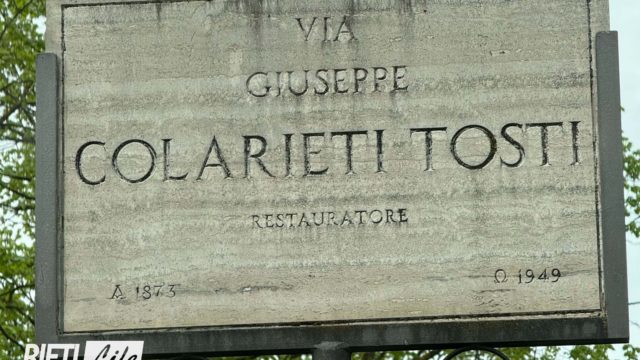 VIA
GIUSEPPE
COLARIETI TOSTI
RESTAURATORE
A 1873 Ω 1949
RIETI Life